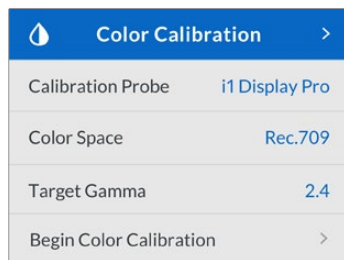 Color Calibration
Calibration Probe i1 Display Pro
Color Space Rec.709
Target Gamma 2.4
Begin Color Calibration